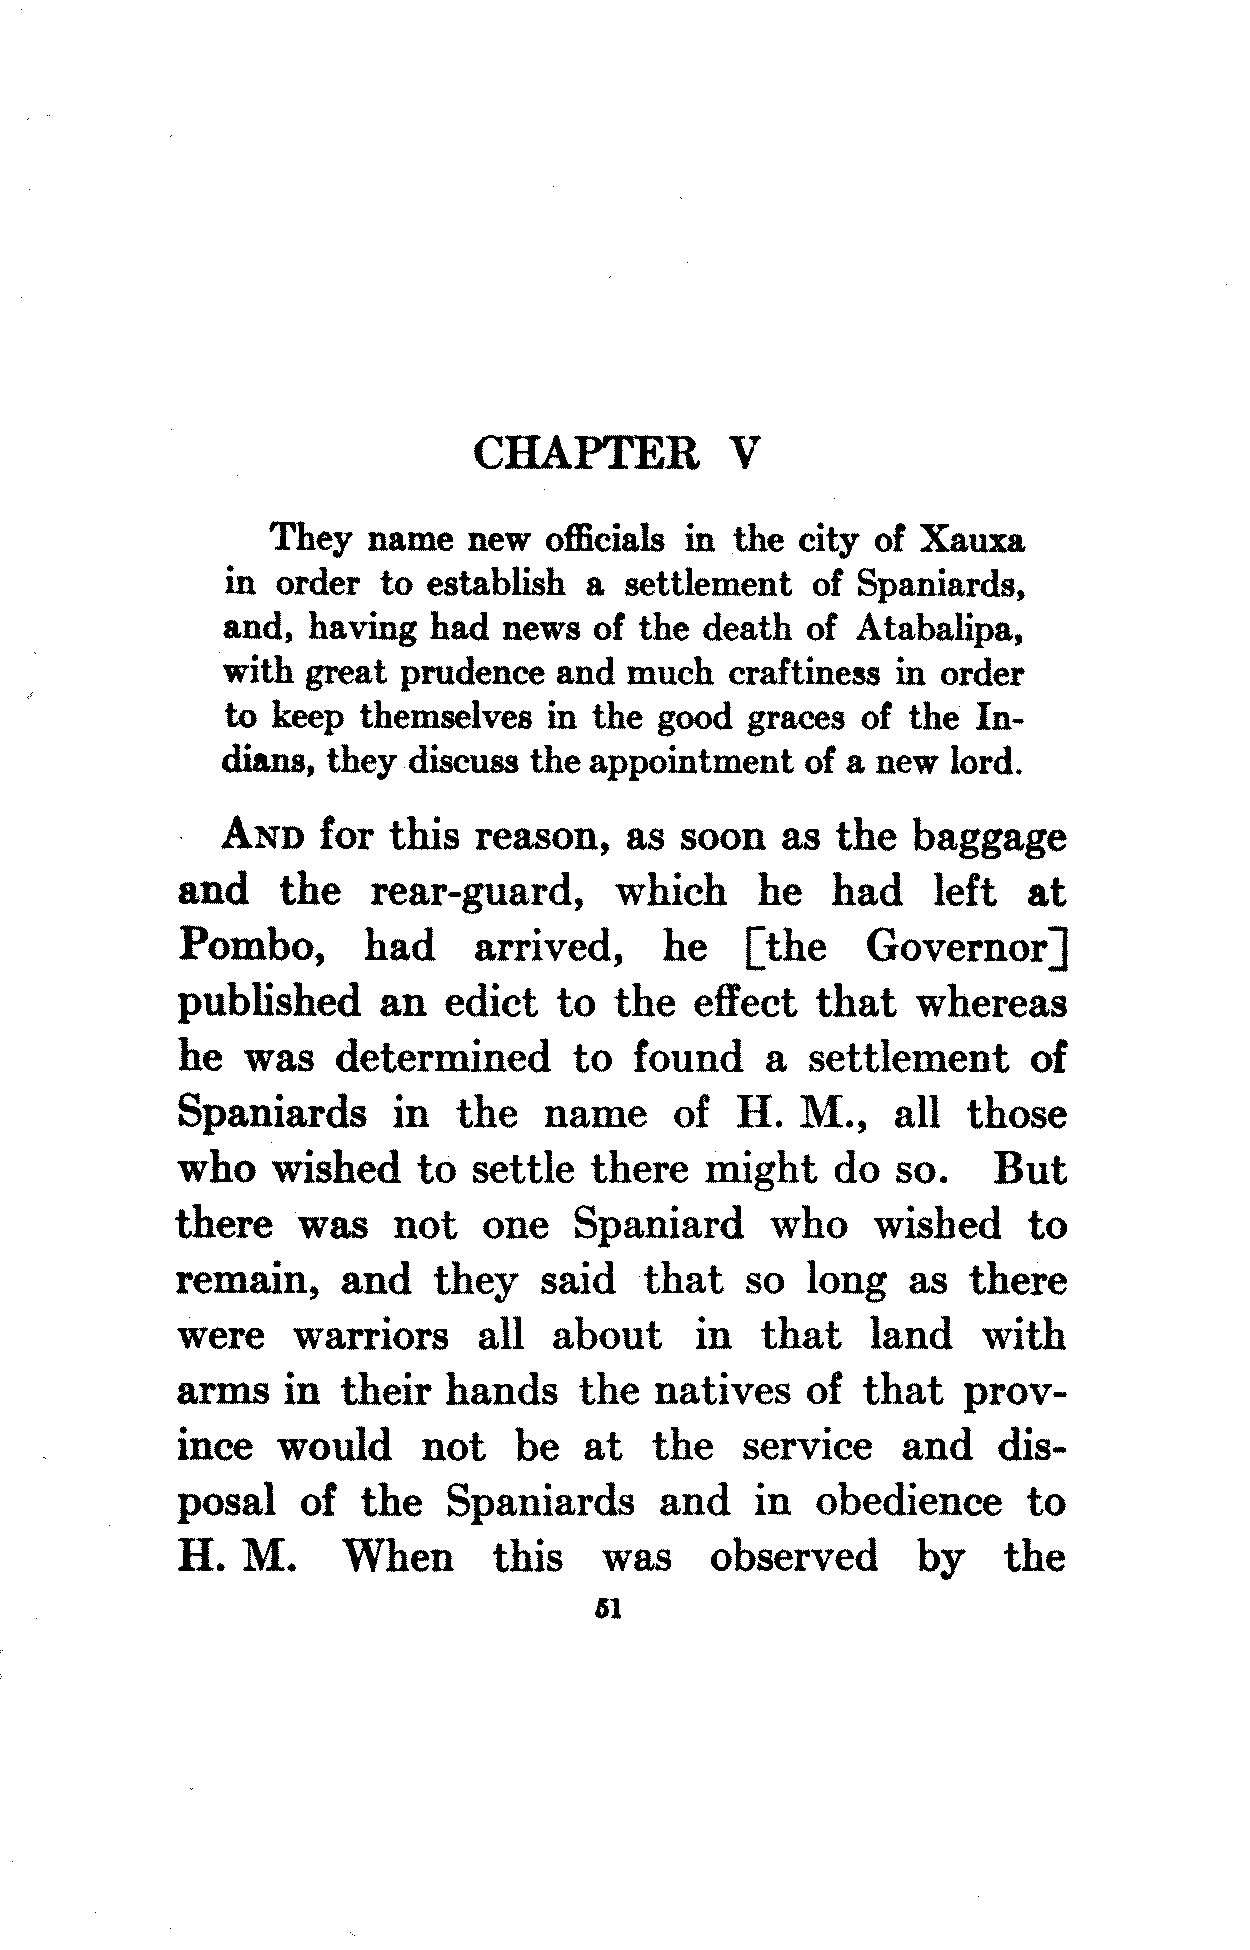 CHAPTER V
They name new officials in the city of Xauxa
in order to establish a settlement of Spaniards,
and, having had news of the death of Atabalipa,
with great prudence and much craftiness in order
to keep themselves in the good graces of the In-
dians, they discuss the appointment of a new lord.
AND for this reason, as soon as the baggage
and the rear-guard, which he had left at
Pombo, had arrived, he [the Governor]
published an edict to the effect that whereas
he was determined to found a settlement of
Spaniards in the name of H. M., all those
who wished to settle there might do so. But
there was not one Spaniard who wished to
remain, and they said that so long as there
were warriors all about in that land with
arms in their hands the natives of that prov-
ince would not be at the service and dis-
posal of the Spaniards and in obedience to
H. M. When this was observed by the
51